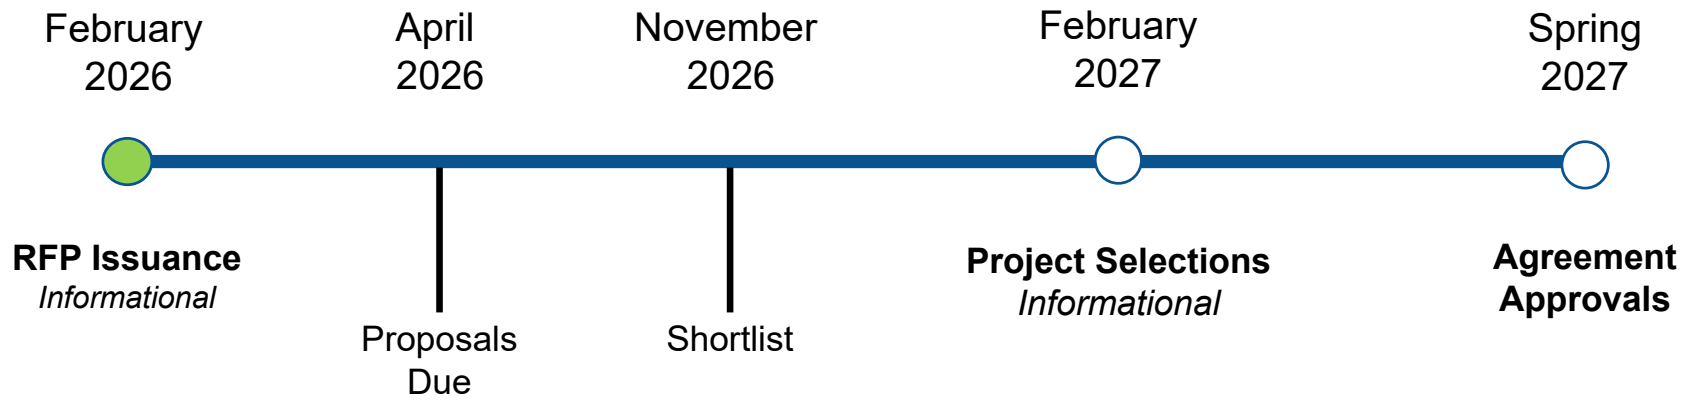 February
2026
April
2026
November
2026
February
2027
Spring
2027
RFP Issuance
Informational
Proposals
Due
Shortlist
Project Selections
Informational
Agreement
Approvals